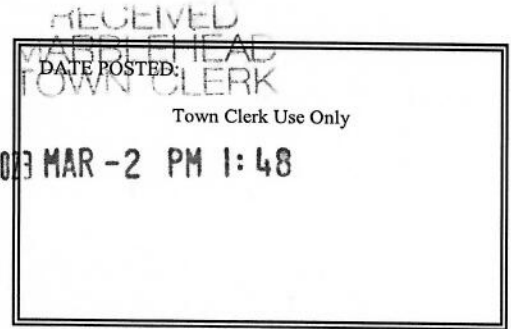 RECEIVED
MARBLEHEAD
TOWN CLERK
DATE POSTED:
Town Clerk Use Only
MAR -2 PM 1:48